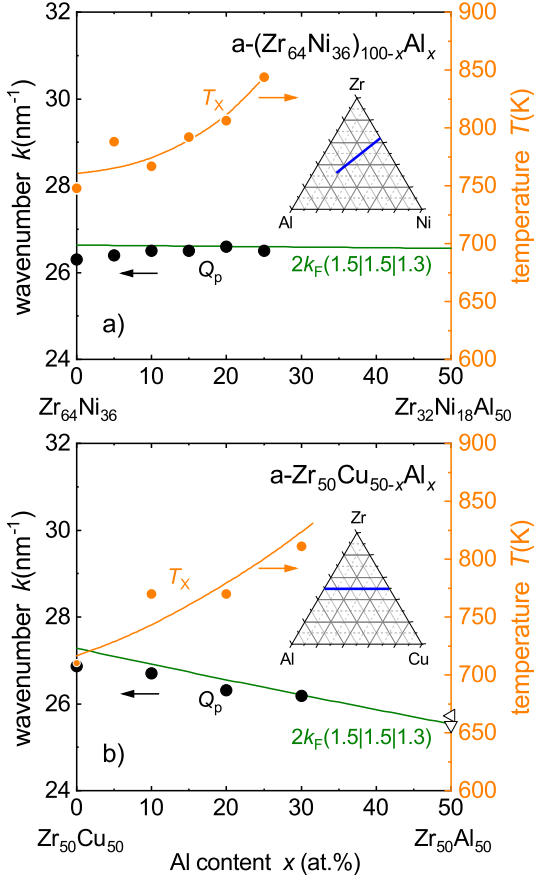 a-(Zr64Ni36)100-xAlx
wavenumber k(nm-1)
32
30
28
26
24
temperature T(K)
900
850
800
750
700
650
600
TX
Zr
Al
Ni
Qp
2kF(1.5|1.5|1.3)
a)
0 10 20 30 40 50
Zr64Ni36
Zr32Ni18Al50
a-Zr50Cu50-xAlx
wavenumber k(nm-1)
32
30
28
26
24
temperature T(K)
900
850
800
750
700
650
600
TX
Zr
Al
Cu
Qp
2kF(1.5|1.5|1.3)
b)
0 10 20 30 40 50
Zr50Cu50
Zr50Al50
Al content x (at.%)